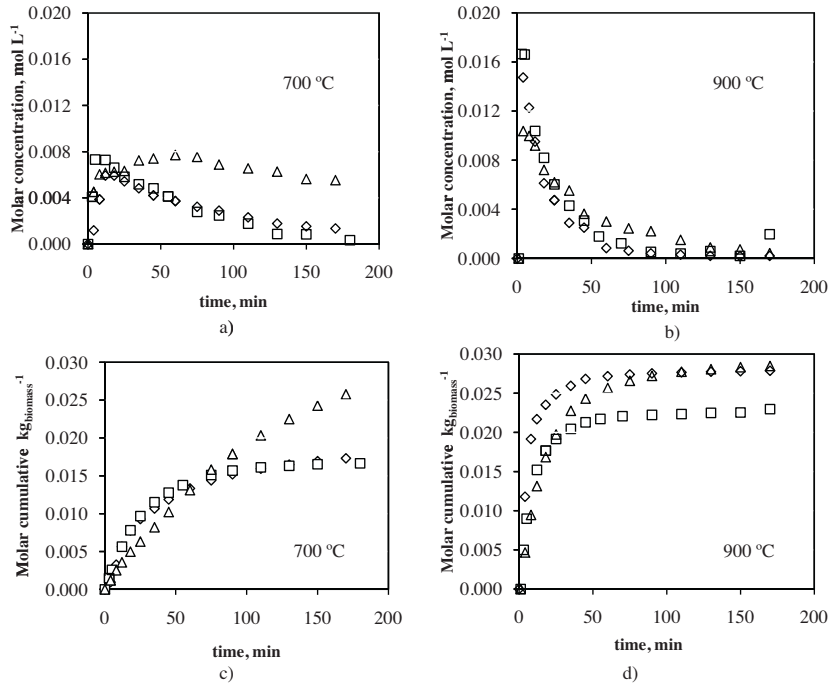 Molar concentration, mol L-1
0.020
0.016
0.012
0.008
0.004
0.000
700 ºC
0 50 100 150 200
time, min
a)
Molar concentration, mol L-1
0.020
0.016
0.012
0.008
0.004
0.000
900 ºC
0 50 100 150 200
time, min
b)
Molar cumulative kgbiomass-1
0.030
0.025
0.020
0.015
0.010
0.005
0.000
700 ºC
0 50 100 150 200
time, min
c)
Molar cumulative kgbiomass-1
0.030
0.025
0.020
0.015
0.010
0.005
0.000
900 ºC
0 50 100 150 200
time, min
d)